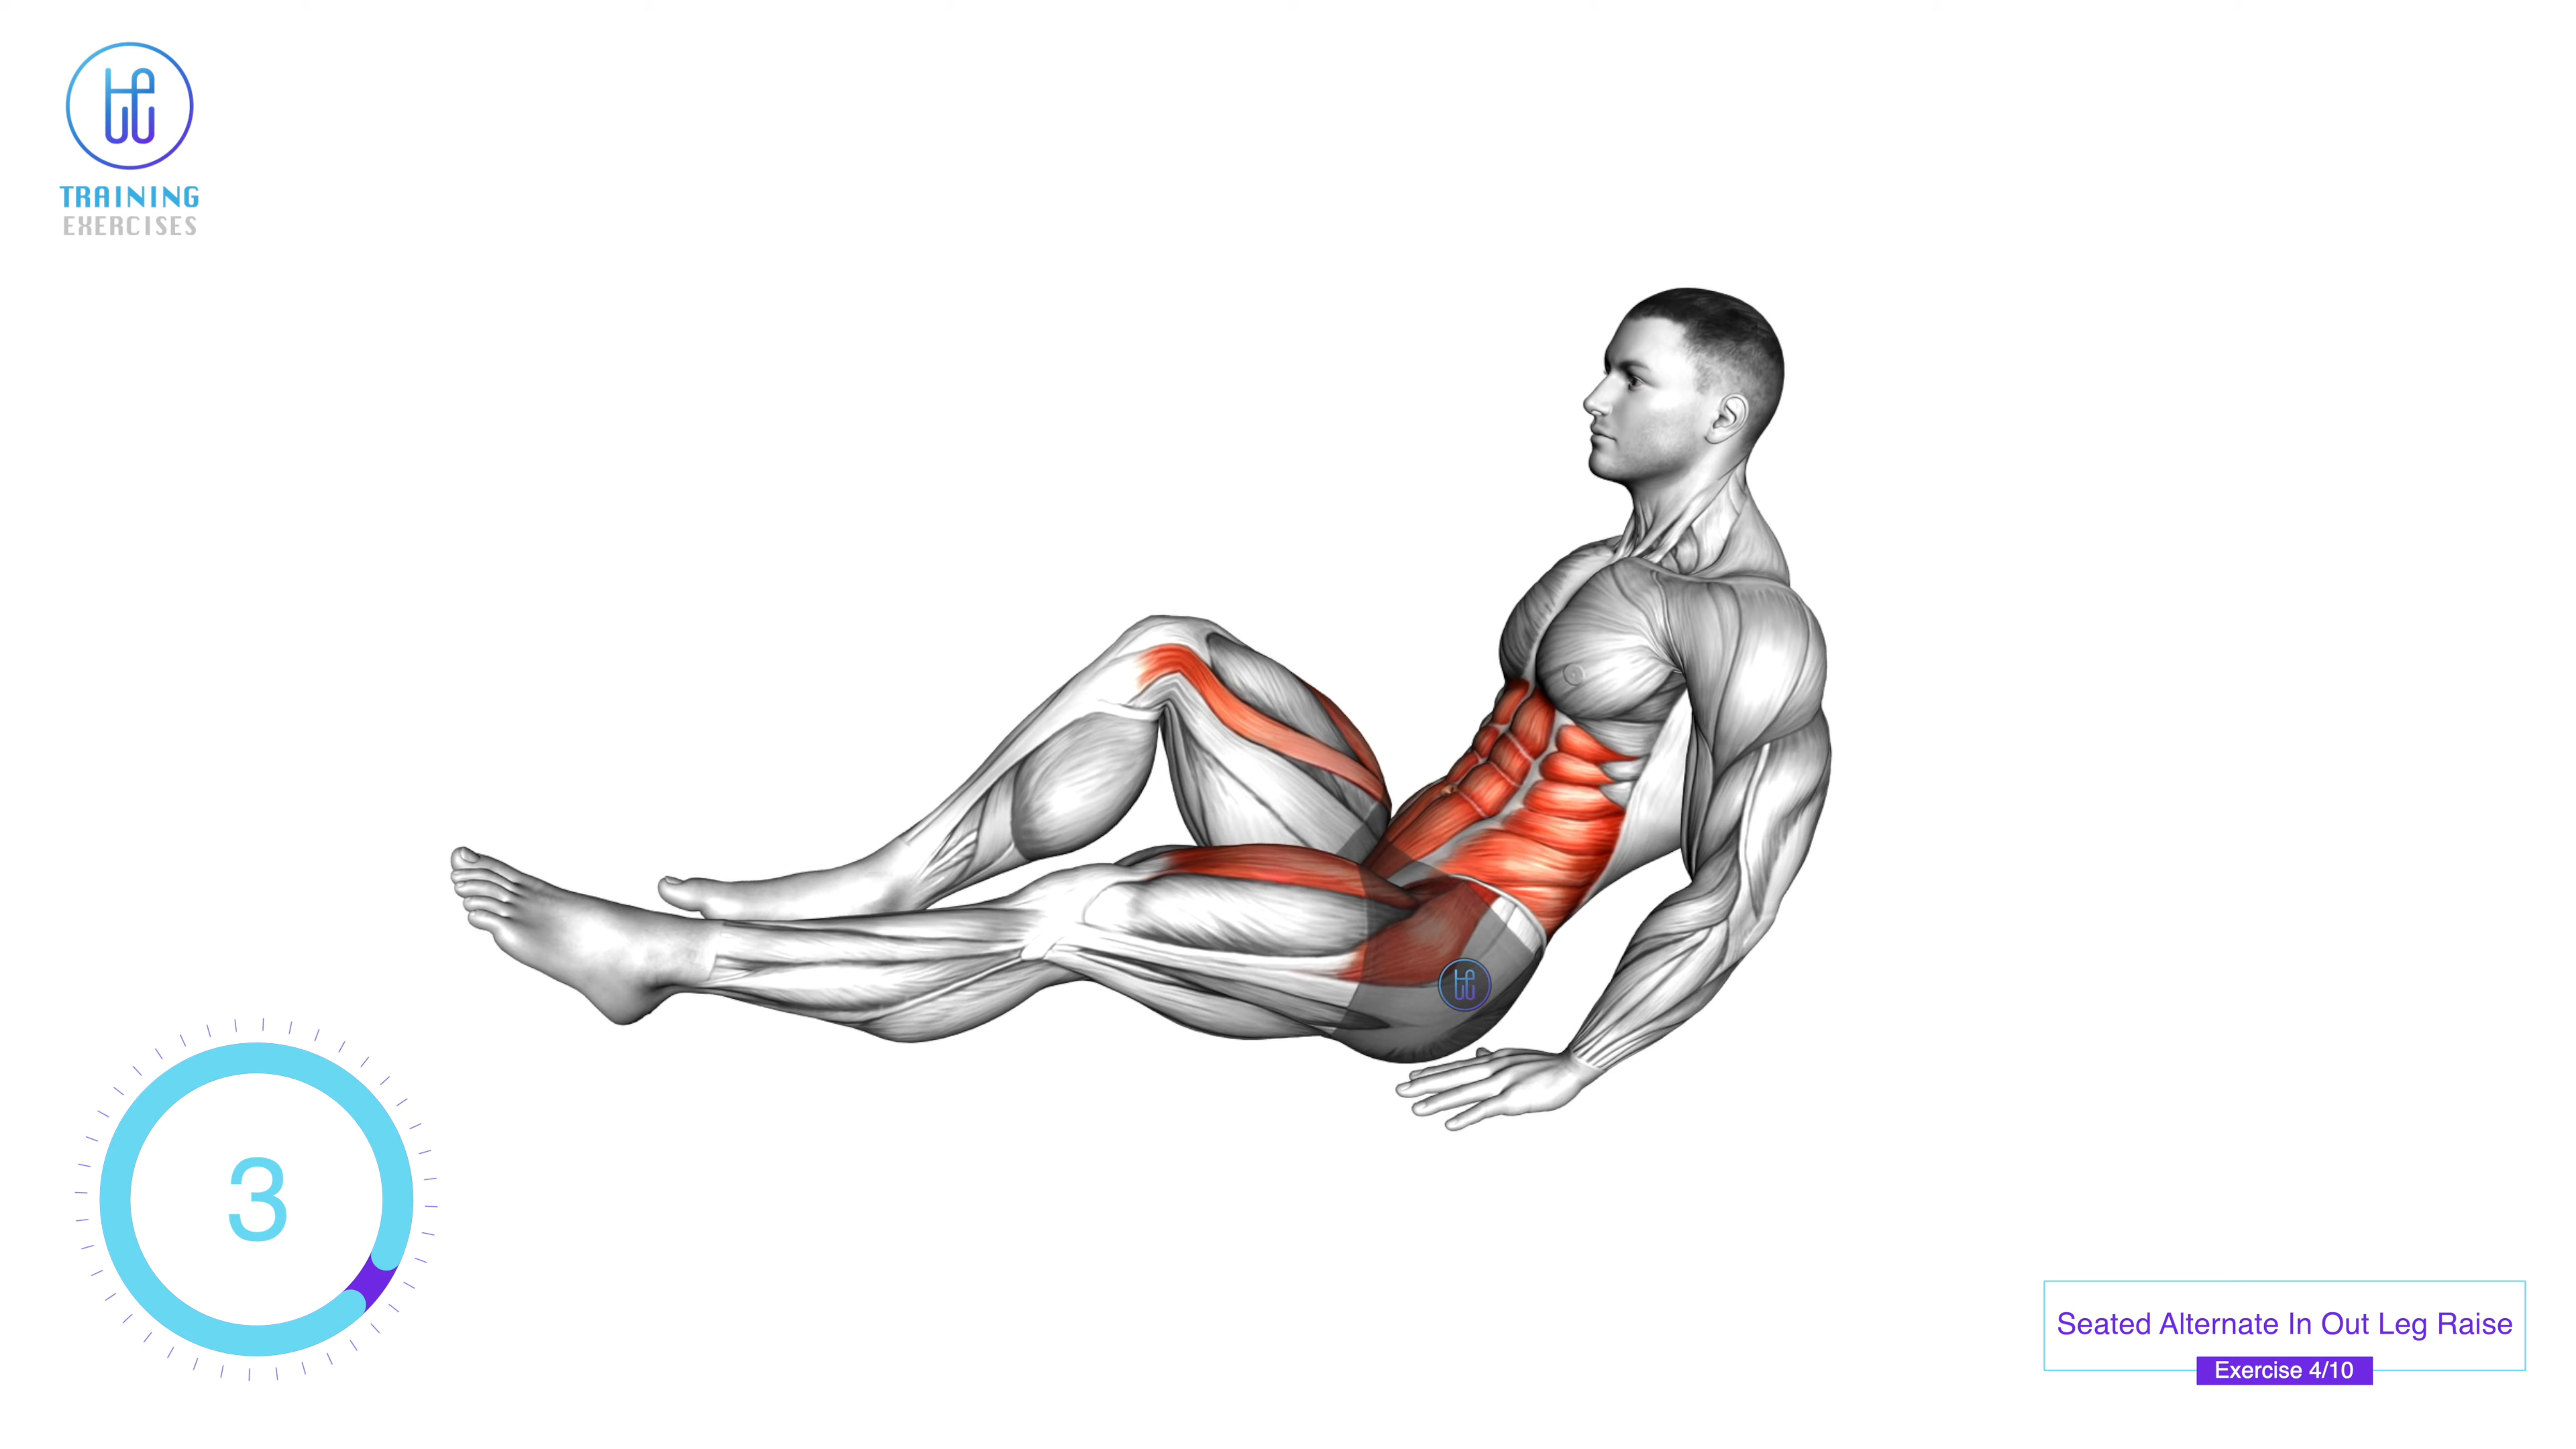 TRAINING
EXERCISES
3
Seated Alternate In Out Leg Raise
Exercise 4/10